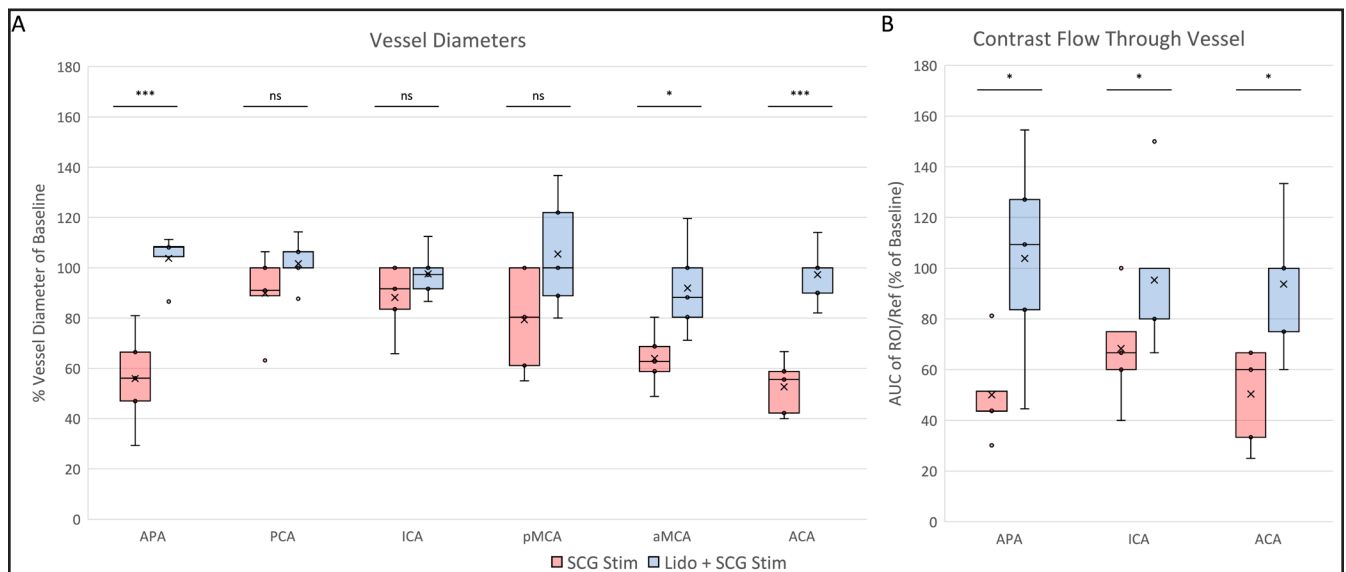 A
Vessel Diameters
% Vessel Diameter of Baseline
180
160
140
120
100
80
60
40
20
0
*** ns ns ns * ***
APA PCA ICA pMCA aMCA ACA
B
Contrast Flow Through Vessel
AUC of ROI/Ref (% of Baseline)
180
160
140
120
100
80
60
40
20
0
* * *
APA ICA ACA
SCG Stim Lido + SCG Stim